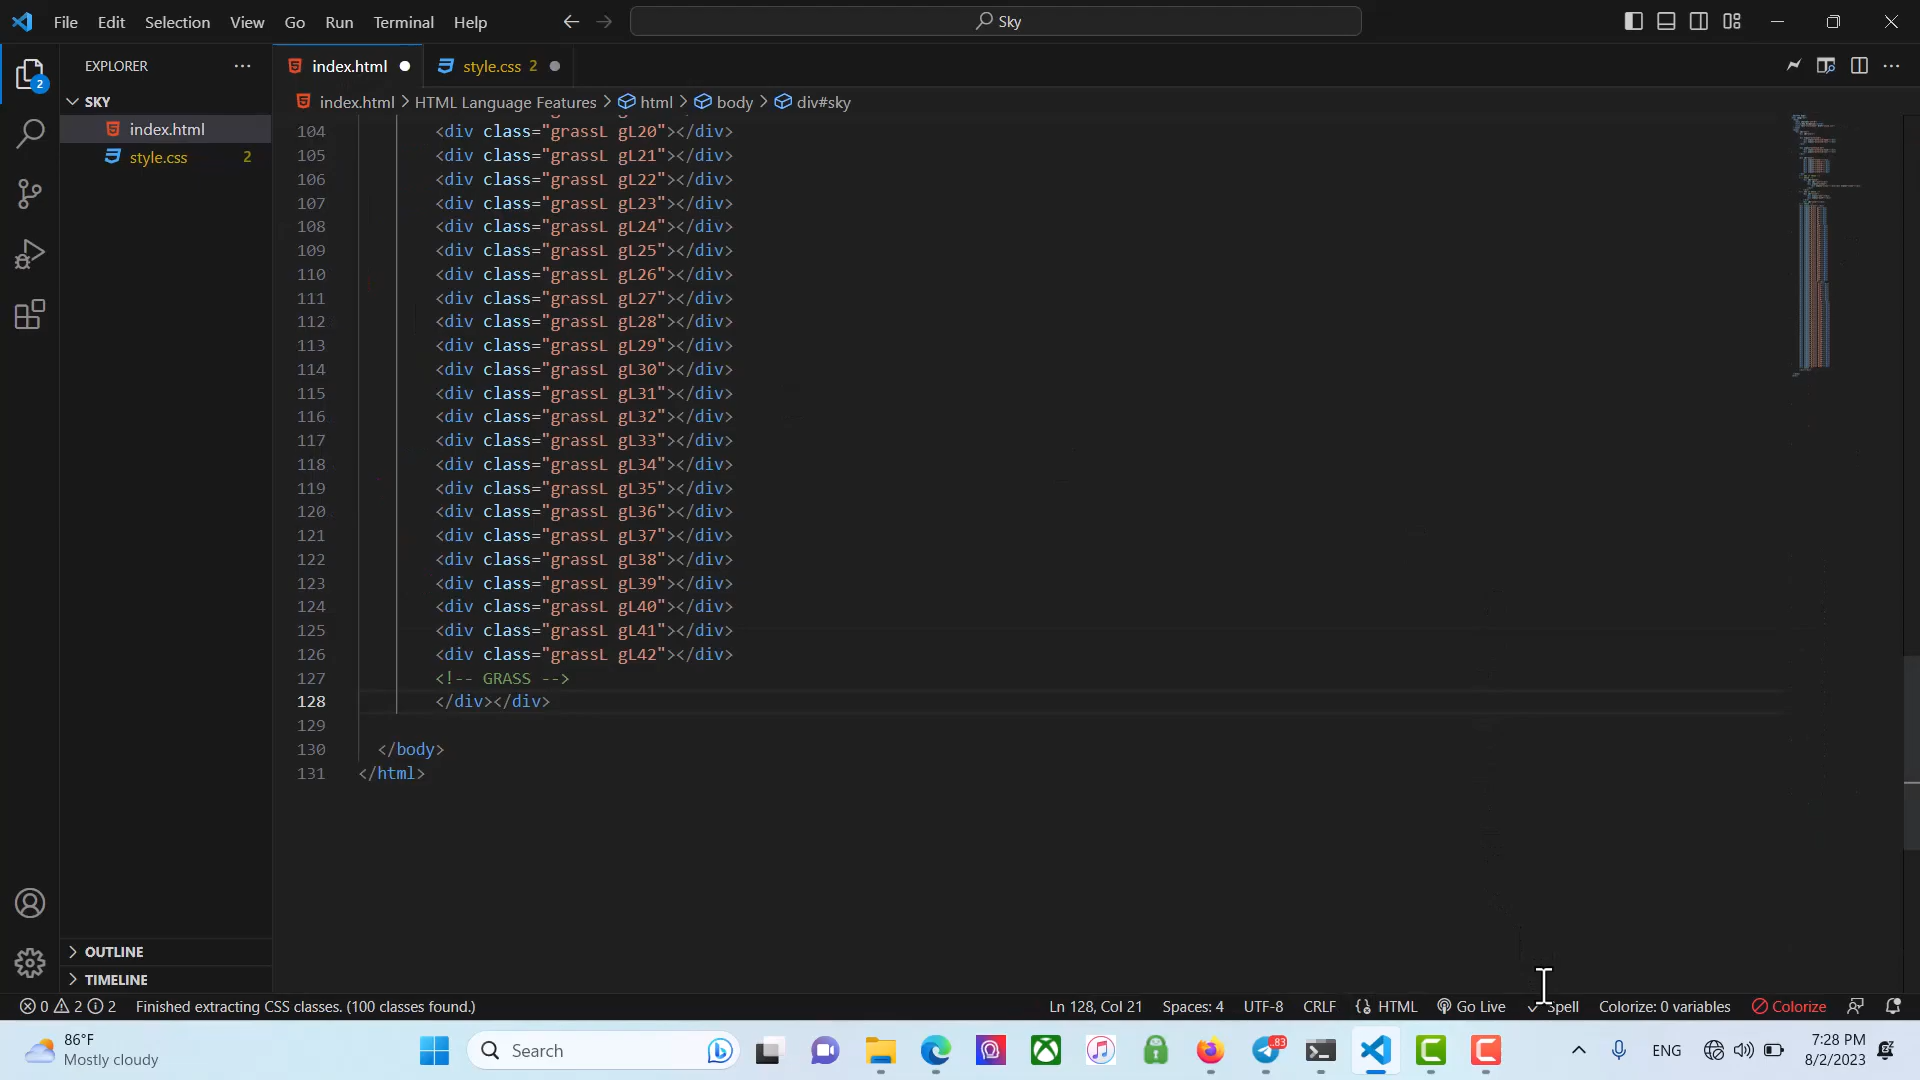 File Edit Selection View Go Run Terminal Help
Sky
EXPLORER
index.html
style.css 2
SKY
index.html
style.css 2
index.html > HTML Language Features > html > body > div#sky
104 <div class="grassL gL20"></div>
105 <div class="grassL gL21"></div>
106 <div class="grassL gL22"></div>
107 <div class="grassL gL23"></div>
108 <div class="grassL gL24"></div>
109 <div class="grassL gL25"></div>
110 <div class="grassL gL26"></div>
111 <div class="grassL gL27"></div>
112 <div class="grassL gL28"></div>
113 <div class="grassL gL29"></div>
114 <div class="grassL gL30"></div>
115 <div class="grassL gL31"></div>
116 <div class="grassL gL32"></div>
117 <div class="grassL gL33"></div>
118 <div class="grassL gL34"></div>
119 <div class="grassL gL35"></div>
120 <div class="grassL gL36"></div>
121 <div class="grassL gL37"></div>
122 <div class="grassL gL38"></div>
123 <div class="grassL gL39"></div>
124 <div class="grassL gL40"></div>
125 <div class="grassL gL41"></div>
126 <div class="grassL gL42"></div>
127 <!-- GRASS -->
128 </div></div>
129
130 </body>
131 </html>
2
OUTLINE
TIMELINE
0 2 2 Finished extracting CSS classes. (100 classes found.)
Ln 128, Col 21 Spaces: 4 UTF-8 CRLF HTML Go Live Spell Colorize: 0 variables Colorize
86°F
Mostly cloudy
Search
83
ENG
7:28 PM
8/2/2023